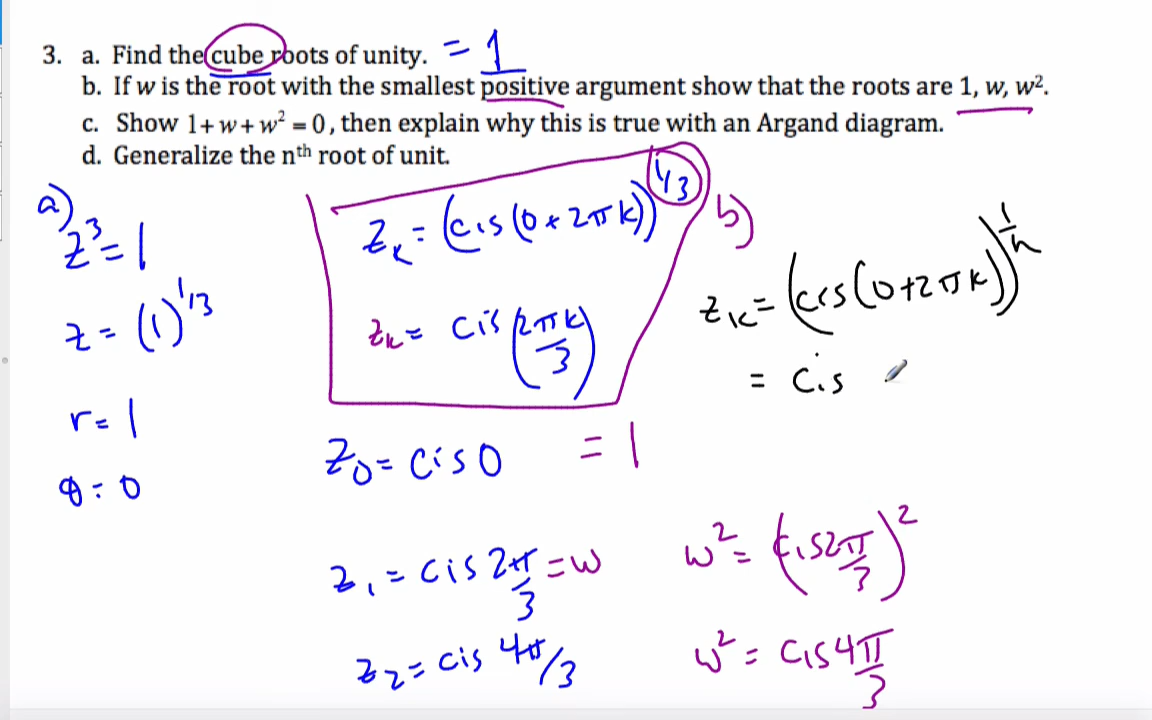 3. a. Find the cube roots of unity. = 1
b. If w is the root with the smallest positive argument show that the roots are 1, w, w².
c. Show 1+w+w² = 0, then explain why this is true with an Argand diagram.
d. Generalize the nᵗʰ root of unit.
a)
z³ = 1
z = (1)^1/3
r = 1
θ = 0
z_k = (cis(0 + 2πk))^1/3
z_k = cis(2πk/3)
z_0 = cis 0 = 1
z_1 = cis 2π/3 = w
z_2 = cis 4π/3
b)
z_k = (cis(0+2πk))^1/n
= cis
w² = (cis 2π/3)²
w² = cis 4π/3